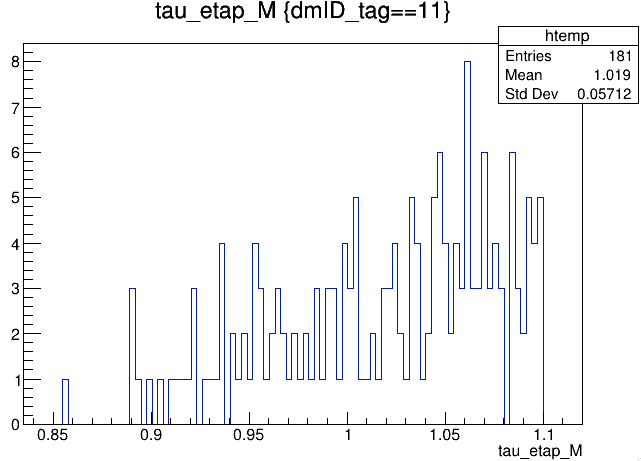 tau_etap_M {dmID_tag==11}
htemp
Entries 181
Mean 1.019
Std Dev 0.05712
8
7
6
5
4
3
2
1
0
0.85 0.9 0.95 1 1.05 1.1
tau_etap_M